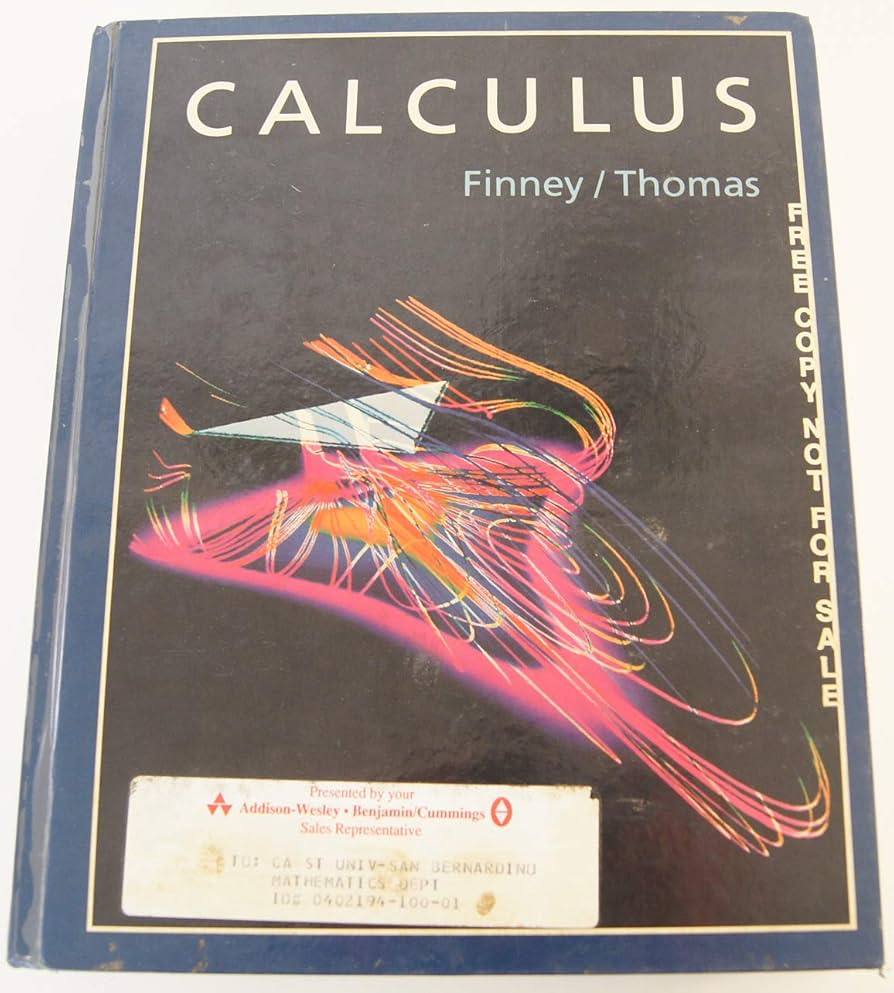 CALCULUS
Finney / Thomas
FREE COPY NOT FOR SALE
Presented by your
Addison-Wesley • Benjamin/Cummings
Sales Representative
TO: CA ST UNIV-SAN BERNARDINO
MATHEMATICS DEPT
ID# 0402194-100-01